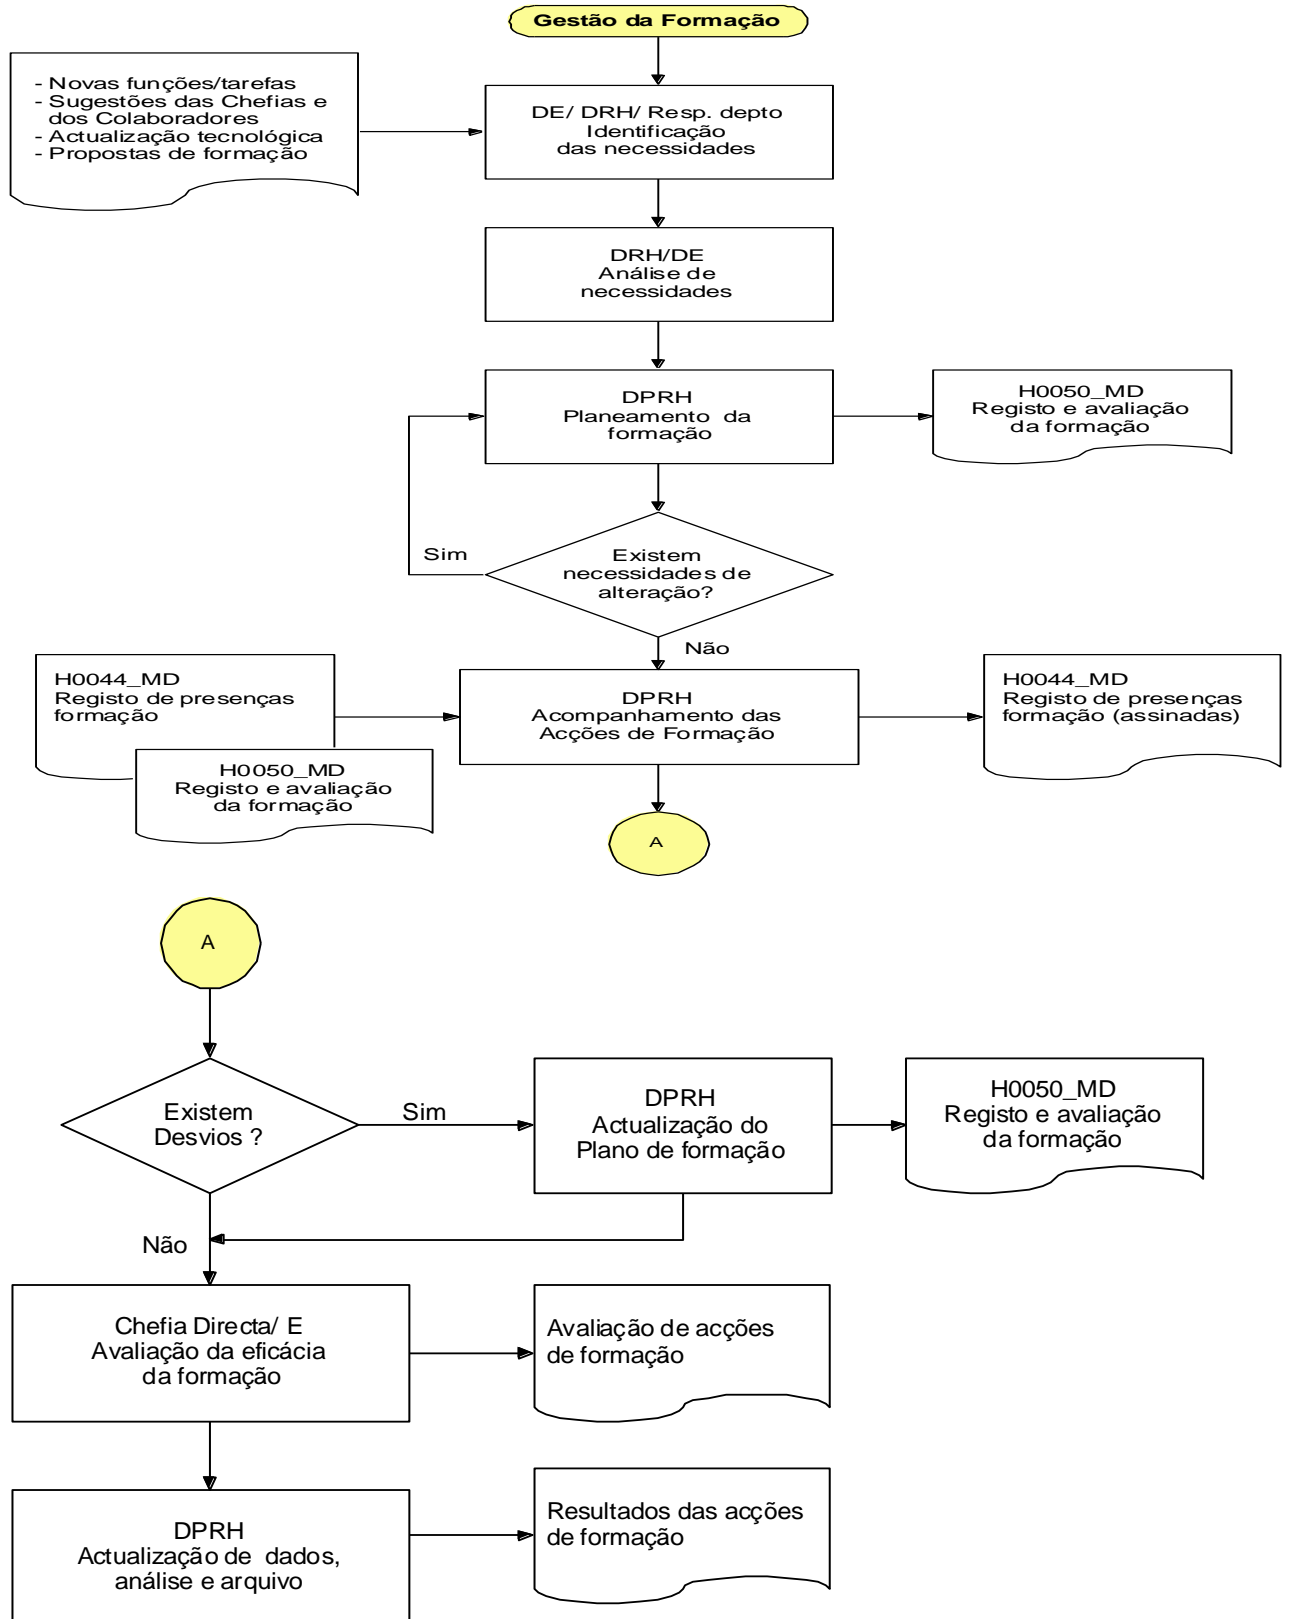 Gestão da Formação
- Novas funções/tarefas
- Sugestões das Chefias e
dos Colaboradores
- Actualização tecnológica
- Propostas de formação
DE/ DRH/ Resp. depto
Identificação
das necessidades
DRH/DE
Análise de
necessidades
DPRH
Planeamento da
formação
H0050_MD
Registo e avaliação
da formação
Sim
Existem
necessidades de
alteração?
Não
H0044_MD
Registo de presenças
formação
H0050_MD
Registo e avaliação
da formação
DPRH
Acompanhamento das
Acções de Formação
H0044_MD
Registo de presenças
formação (assinadas)
A
A
Existem
Desvios ?
Sim
DPRH
Actualização do
Plano de formação
H0050_MD
Registo e avaliação
da formação
Não
Chefia Directa/ E
Avaliação da eficácia
da formação
Avaliação de acções
de formação
DPRH
Actualização de dados,
análise e arquivo
Resultados das acções
de formação